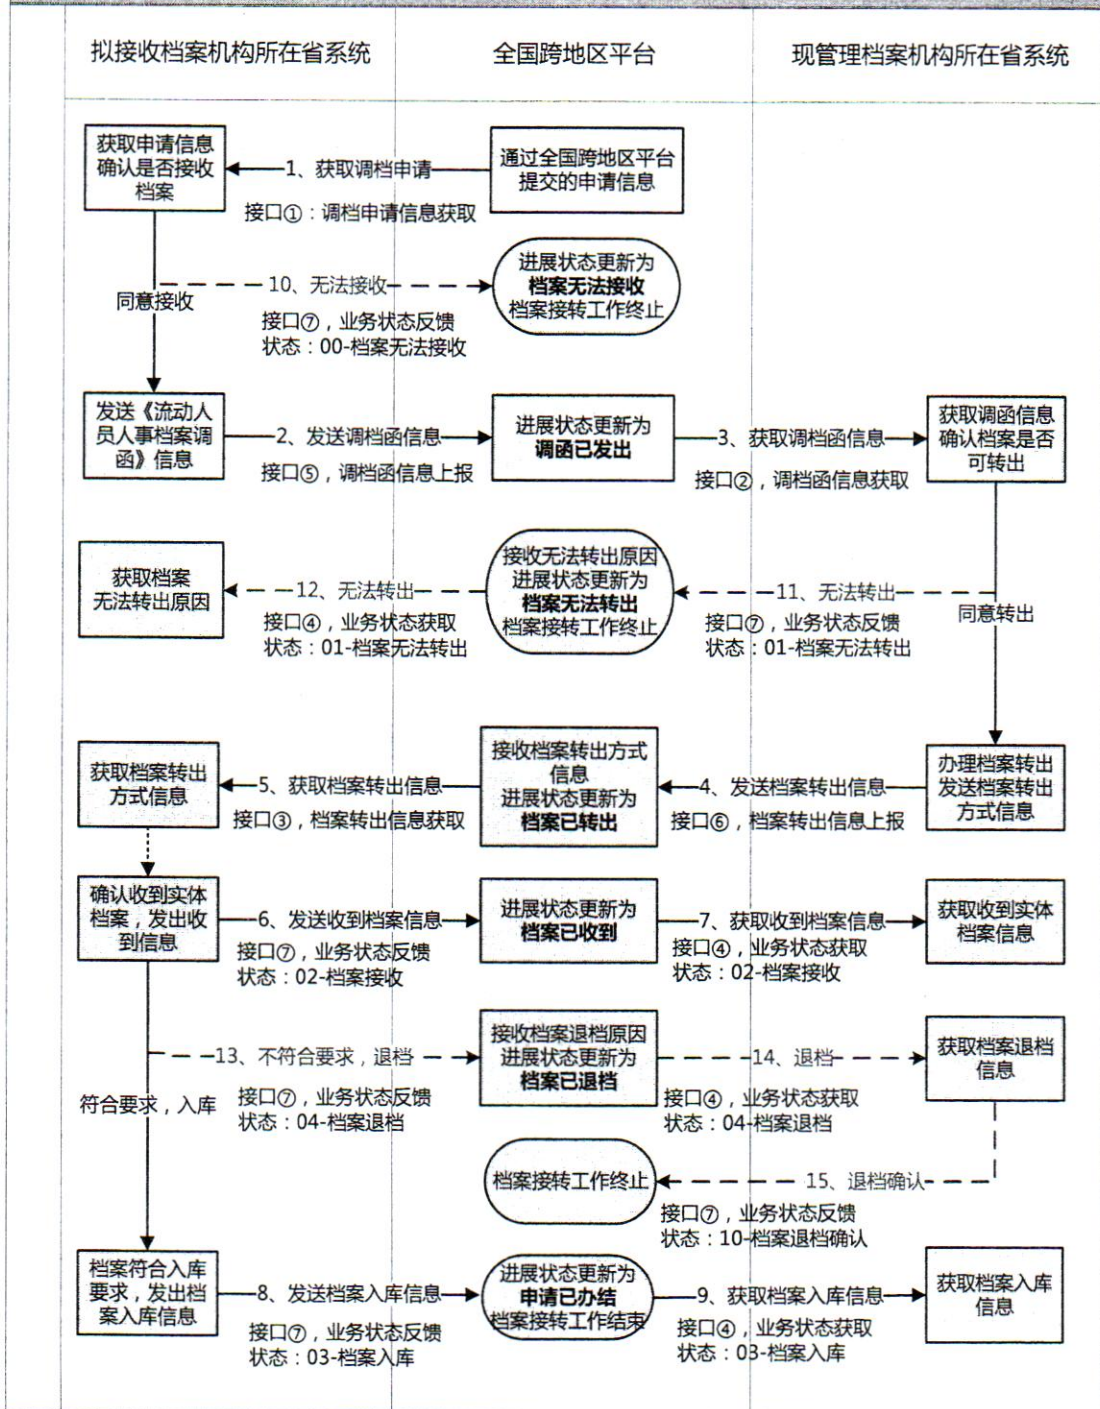 拟接收档案机构所在省系统
全国跨地区平台
现管理档案机构所在省系统
获取申请信息
确认是否接收
档案
1、获取调档申请
通过全国跨地区平台
提交的申请信息
接口①：调档申请信息获取
进展状态更新为
档案无法接收
档案接转工作终止
10、无法接收
同意接收
接口⑦，业务状态反馈
状态：00-档案无法接收
发送《流动人
员人事档案调
函》信息
2、发送调档函信息
进展状态更新为
调函已发出
3、获取调档函信息
获取调函信息
确认档案是否
可转出
接口⑤，调档函信息上报
接口②，调档函信息获取
获取档案
无法转出原因
12、无法转出
接口④，业务状态获取
状态：01-档案无法转出
接收无法转出原因
进展状态更新为
档案无法转出
档案接转工作终止
11、无法转出
接口⑦，业务状态反馈
状态：01-档案无法转出
同意转出
获取档案转出
方式信息
5、获取档案转出信息
接口③，档案转出信息获取
接收档案转出方式
信息
进展状态更新为
档案已转出
4、发送档案转出信息
接口⑥，档案转出信息上报
办理档案转出
发送档案转出
方式信息
确认收到实体
档案，发出收
到信息
6、发送收到档案信息
接口⑦，业务状态反馈
状态：02-档案接收
进展状态更新为
档案已收到
7、获取收到档案信息
接口④，业务状态获取
状态：02-档案接收
获取收到实体
档案信息
13、不符合要求，退档
接口⑦，业务状态反馈
状态：04-档案退档
接收档案退档原因
进展状态更新为
档案已退档
14、退档
接口④，业务状态获取
状态：04-档案退档
获取档案退档
信息
符合要求，入库
档案接转工作终止
15、退档确认
接口⑦，业务状态反馈
状态：10-档案退档确认
档案符合入库
要求，发出档
案入库信息
8、发送档案入库信息
接口⑦，业务状态反馈
状态：03-档案入库
进展状态更新为
申请已办结
档案接转工作结束
9、获取档案入库信息
接口④，业务状态获取
状态：03-档案入库
获取档案入库
信息